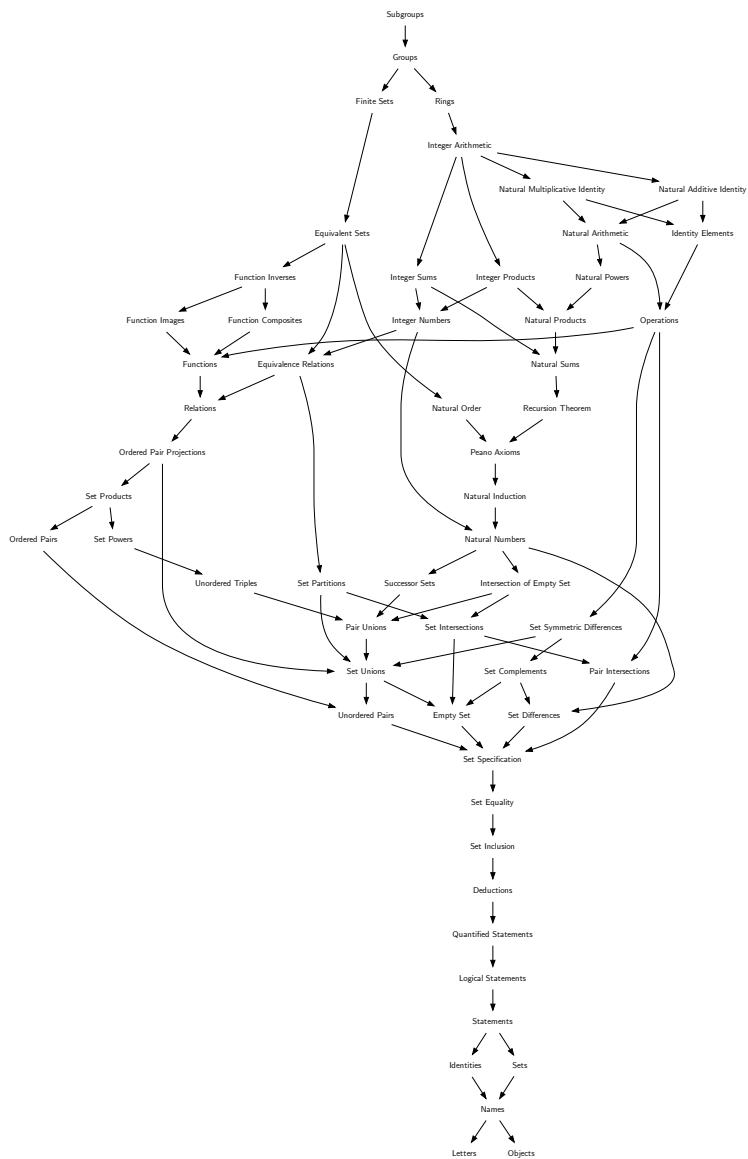 Subgroups
Groups
Finite Sets
Rings
Integer Arithmetic
Natural Multiplicative Identity
Natural Additive Identity
Equivalent Sets
Natural Arithmetic
Identity Elements
Function Inverses
Integer Sums
Integer Products
Natural Powers
Function Images
Function Composites
Integer Numbers
Natural Products
Operations
Functions
Equivalence Relations
Natural Sums
Relations
Natural Order
Recursion Theorem
Ordered Pair Projections
Peano Axioms
Set Products
Natural Induction
Ordered Pairs
Set Powers
Natural Numbers
Unordered Triples
Set Partitions
Successor Sets
Intersection of Empty Set
Pair Unions
Set Intersections
Set Symmetric Differences
Set Unions
Set Complements
Pair Intersections
Unordered Pairs
Empty Set
Set Differences
Set Specification
Set Equality
Set Inclusion
Deductions
Quantified Statements
Logical Statements
Statements
Identities
Sets
Names
Letters
Objects